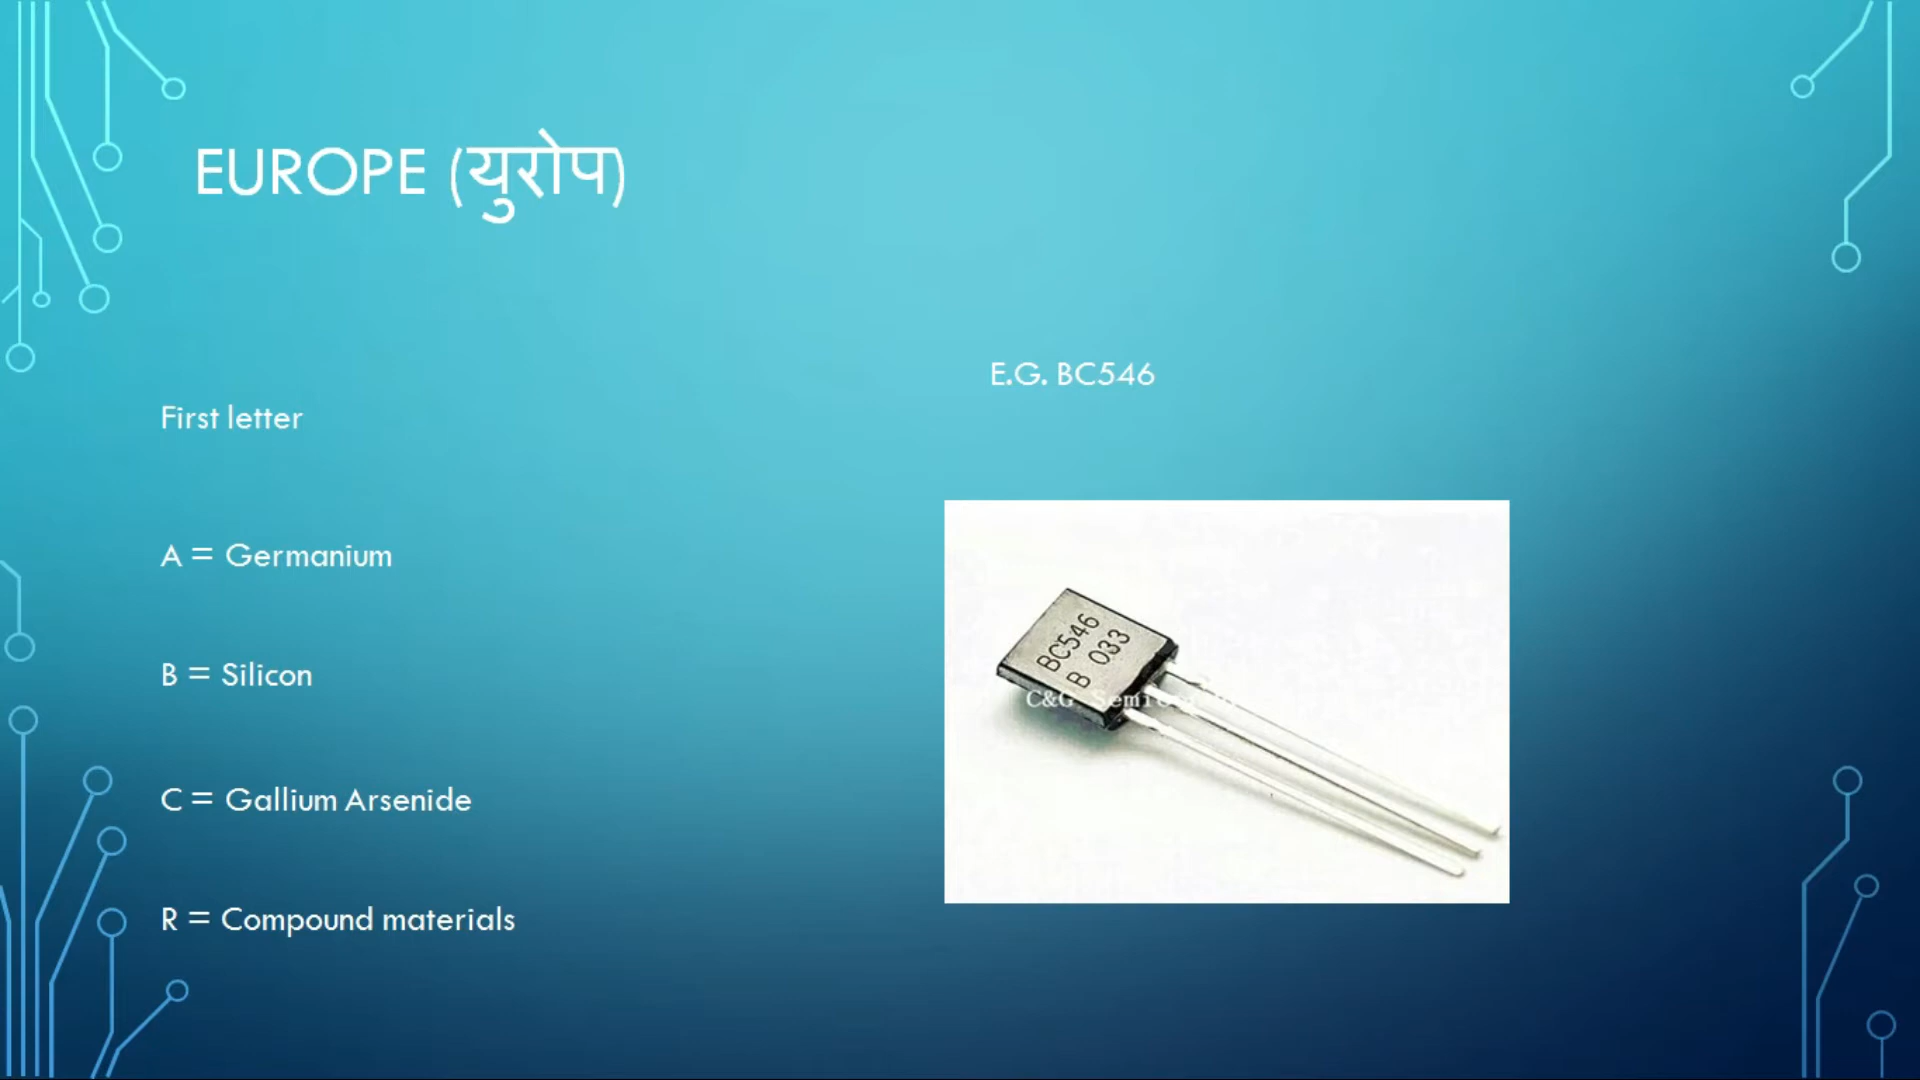 EUROPE (युरोप)
First letter
A = Germanium
B = Silicon
C = Gallium Arsenide
R = Compound materials
E.G. BC546
BC546
B 033
C&G